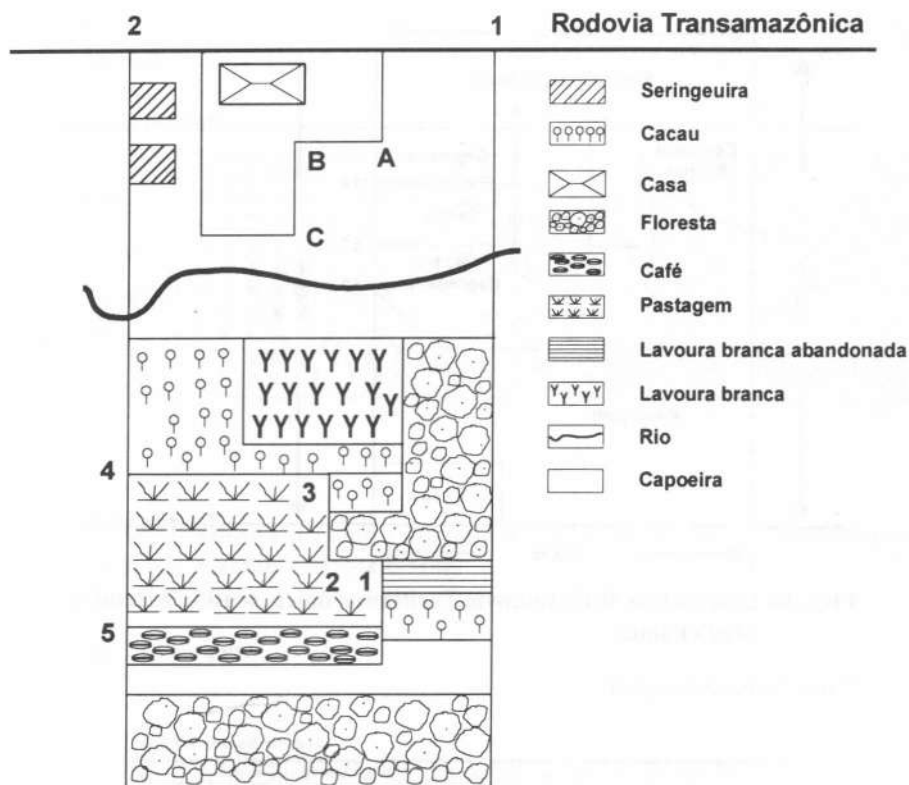 2
1
Rodovia Transamazônica
Seringeuira
Cacau
B
A
Casa
Floresta
C
Café
Pastagem
Lavoura branca abandonada
Lavoura branca
Rio
4
Capoeira
3
2
1
5